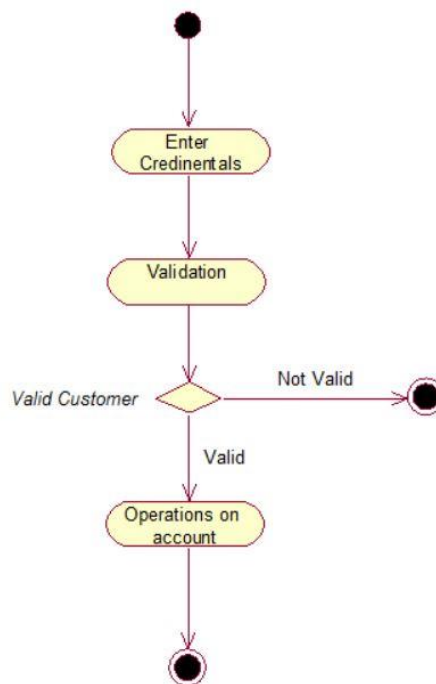 Enter
Credinentals
Validation
Valid Customer
Not Valid
Valid
Operations on
account